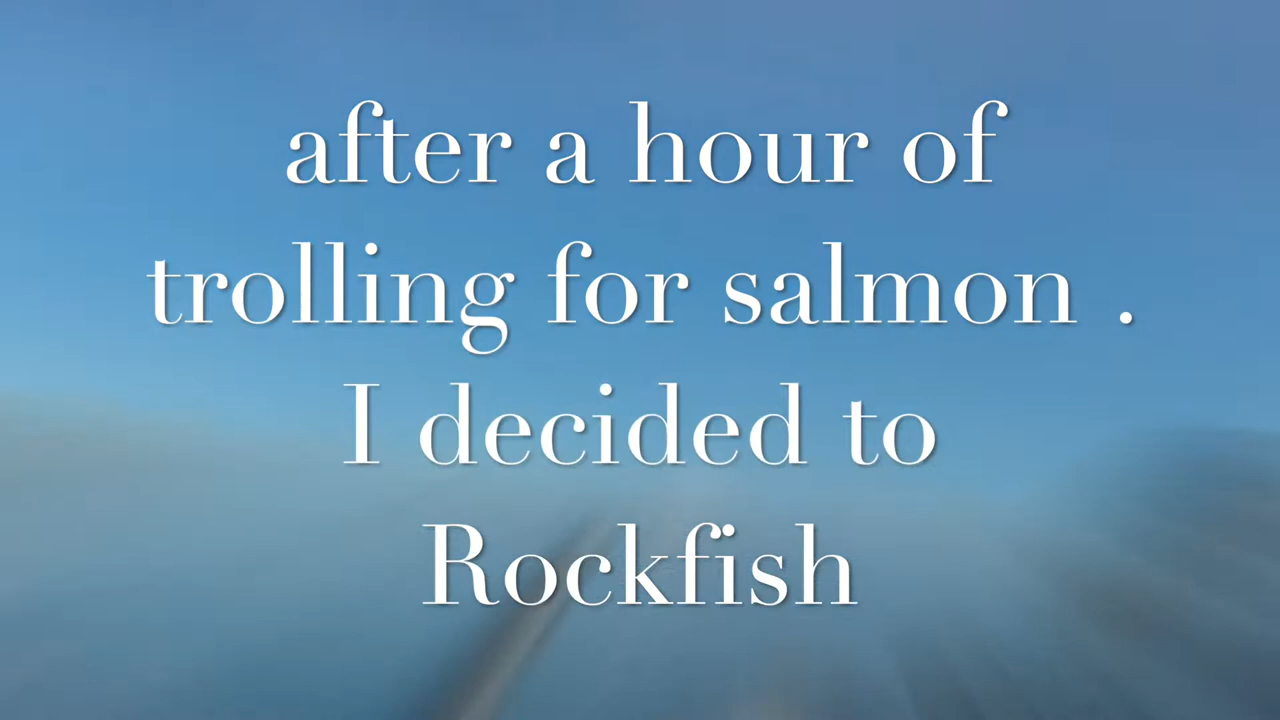 after a hour of
trolling for salmon .
I decided to
Rockfish